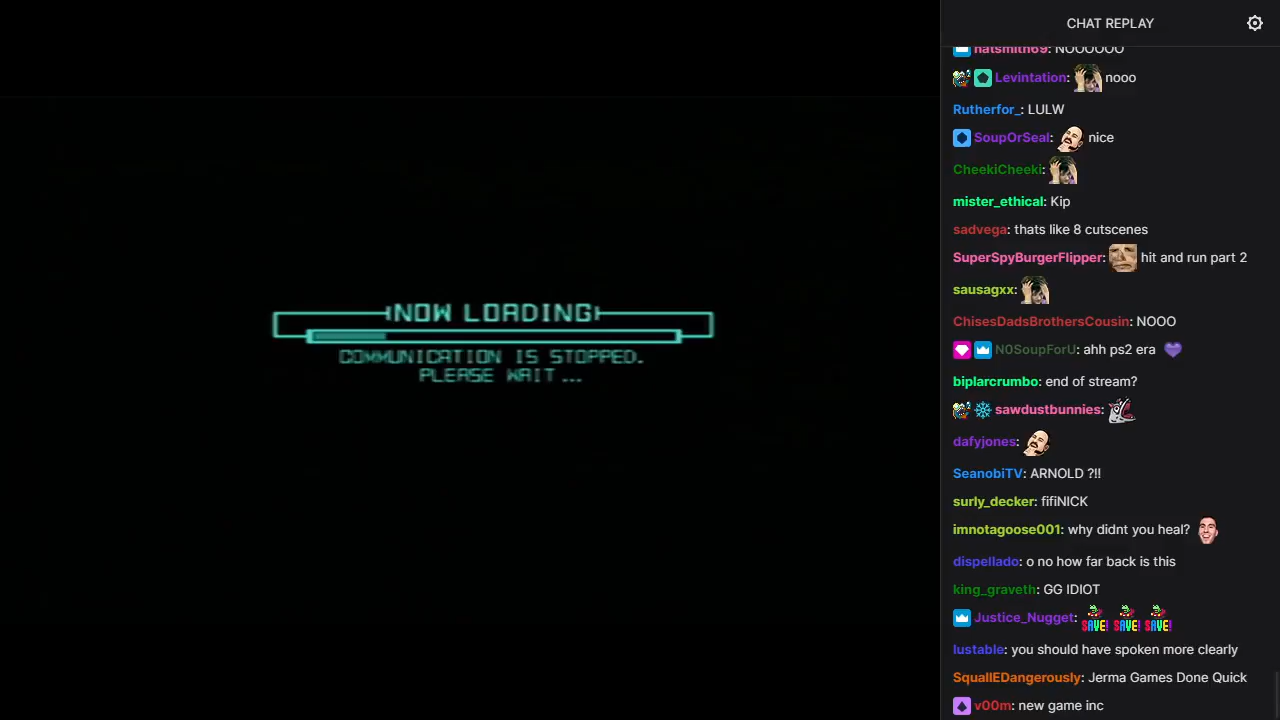 NOW LOADING
COMMUNICATION IS STOPPED.
PLEASE WAIT ...
CHAT REPLAY
natsmith69: NOOOOOO
Levintation: nooo
Rutherfor_: LULW
SoupOrSeal: nice
CheekiCheeki:
mister_ethical: Kip
sadvega: thats like 8 cutscenes
SuperSpyBurgerFlipper: hit and run part 2
sausagxx:
ChisesDadsBrothersCousin: NOOO
N0SoupForU: ahh ps2 era
biplarcrumbo: end of stream?
sawdustbunnies:
dafyjones:
SeanobiTV: ARNOLD ?!!
surly_decker: fifiNICK
imnotagoose001: why didnt you heal?
dispellado: o no how far back is this
king_graveth: GG IDIOT
Justice_Nugget: SAVE! SAVE! SAVE!
lustable: you should have spoken more clearly
SquallEDangerously: Jerma Games Done Quick
v00m: new game inc